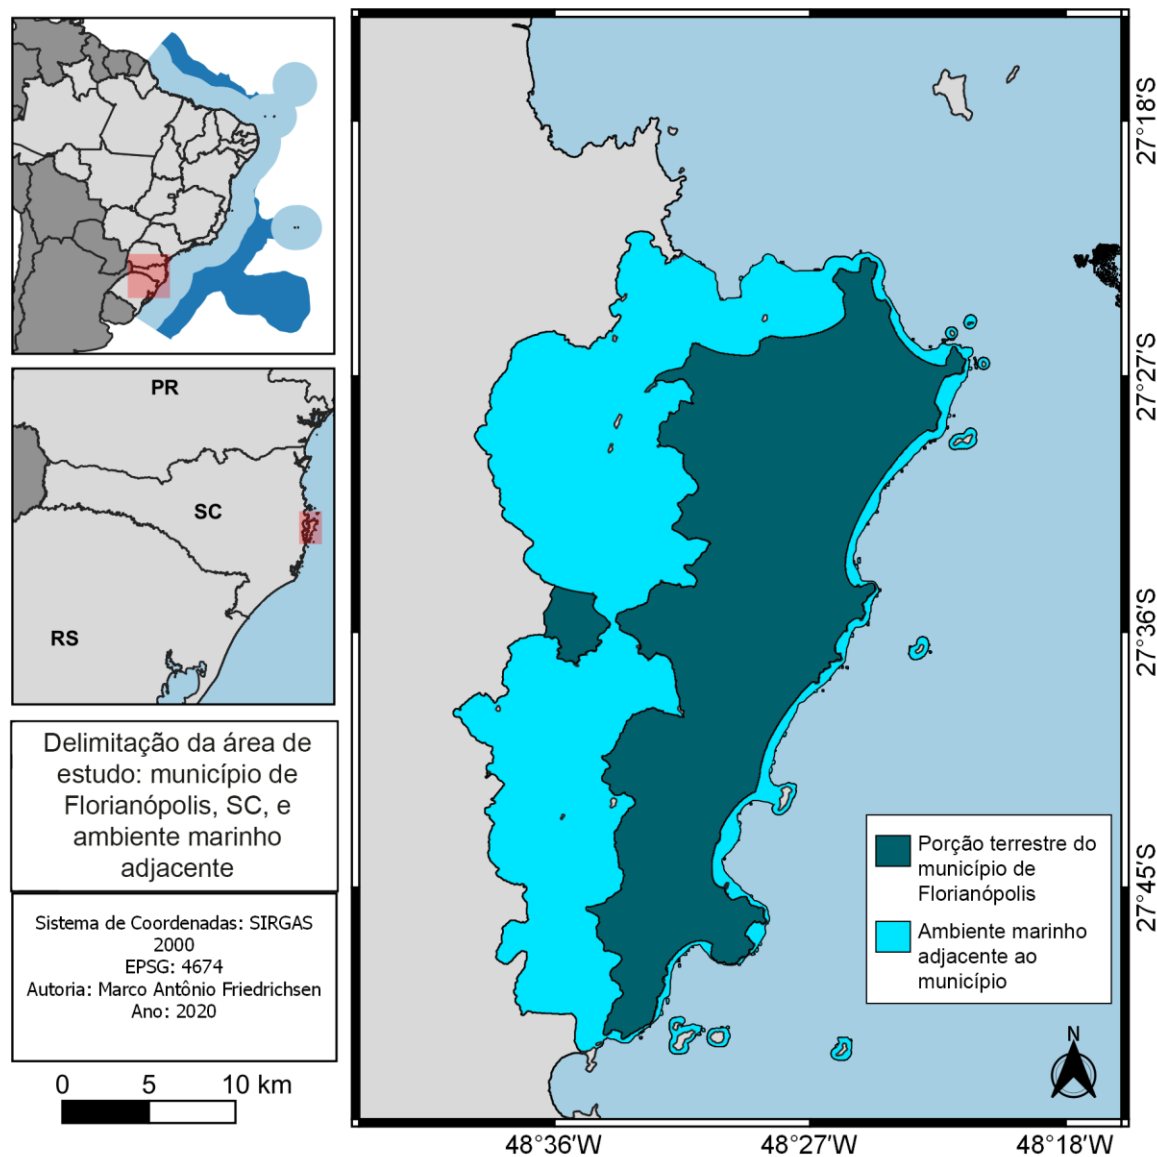 PR
SC
RS
Delimitação da área de
estudo: município de
Florianópolis, SC, e
ambiente marinho
adjacente
Sistema de Coordenadas: SIRGAS
2000
EPSG: 4674
Autoria: Marco Antônio Friedrichsen
Ano: 2020
0 5 10 km
27°18'S
27°27'S
27°36'S
27°45'S
W
Porção terrestre do
município de
Florianópolis
Ambiente marinho
adjacente ao
município
N
48°36'W 48°27'W 48°18'W